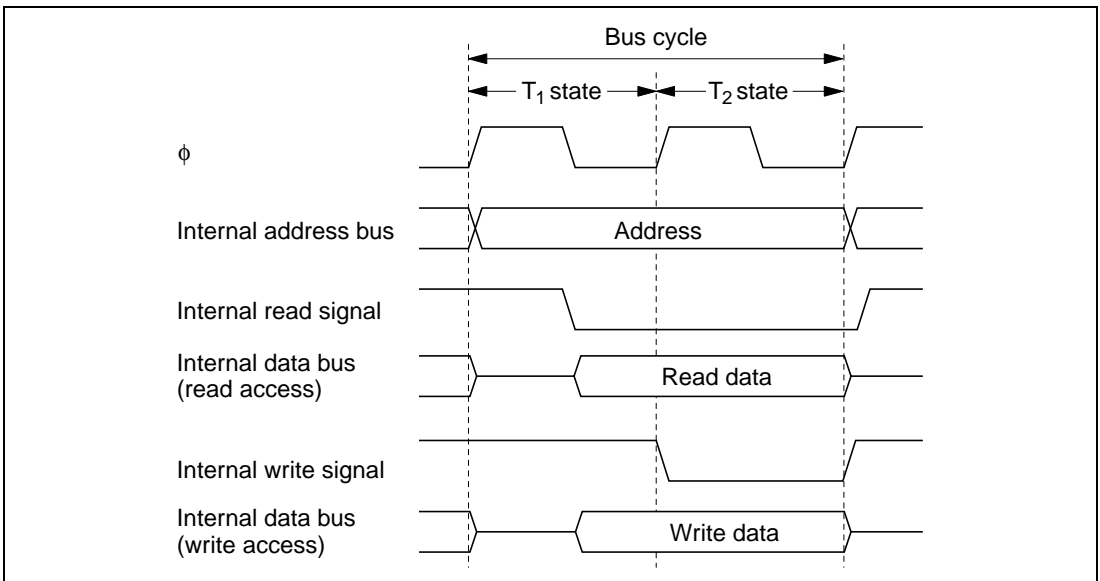 Bus cycle
T₁ state
T₂ state
ϕ
Internal address bus
Address
Internal read signal
Internal data bus
(read access)
Read data
Internal write signal
Internal data bus
(write access)
Write data